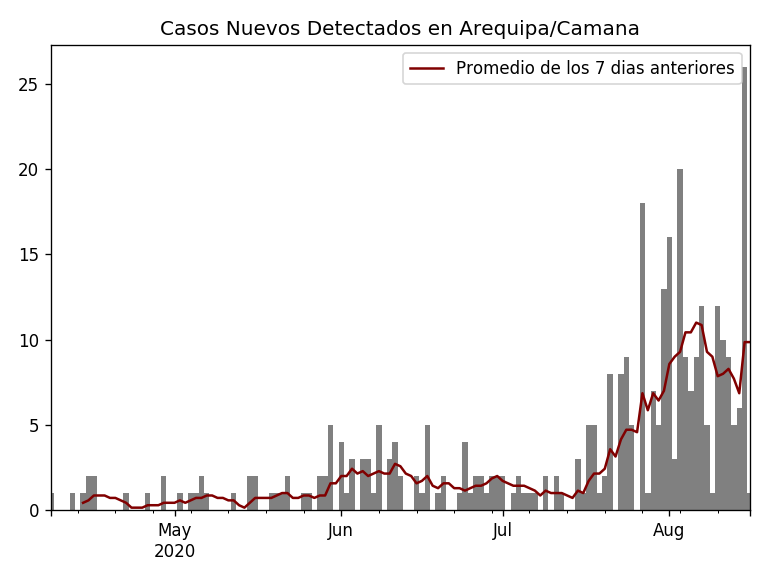 Casos Nuevos Detectados en Arequipa/Camana
Promedio de los 7 dias anteriores
25
20
15
10
5
0
May
2020
Jun
Jul
Aug